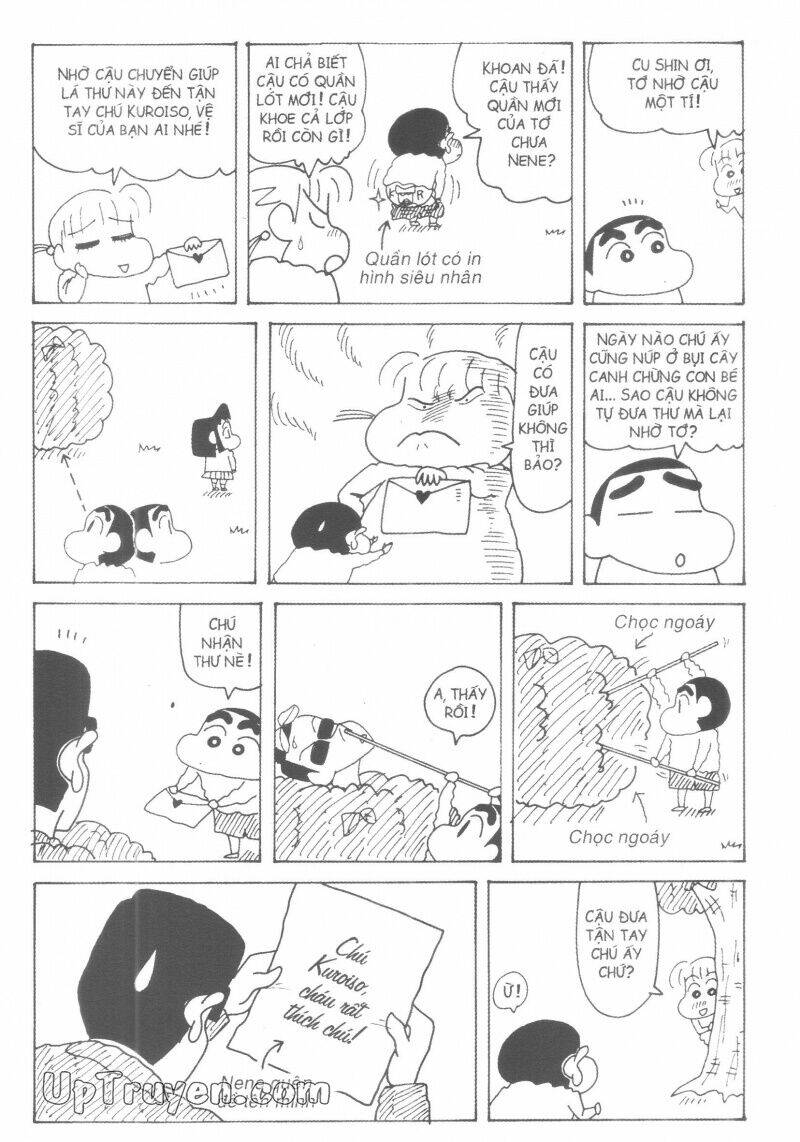 CU SHIN ƠI,
TỚ NHỜ CẬU
MỘT TÍ!
KHOAN ĐÃ!
CẬU THẤY
QUẦN MỚI
CỦA TỚ
CHƯA
NENE?
AI CHẢ BIẾT
CẬU CÓ QUẦN
LÓT MỚI! CẬU
KHOE CẢ LỚP
RỒI CÒN GÌ!
R
Quần lót có in
hình siêu nhân
NHỜ CẬU CHUYỂN GIÚP
LÁ THƯ NÀY ĐẾN TẬN
TAY CHÚ KUROISO, VỆ
SĨ CỦA BẠN AI NHÉ!
NGÀY NÀO CHÚ ẤY
CŨNG NÚP Ở BỤI CÂY
CANH CHỪNG CON BÉ
AI... SAO CẬU KHÔNG
TỰ ĐƯA THƯ MÀ LẠI
NHỜ TỚ?
CẬU
CÓ
ĐƯA
GIÚP
KHÔNG
THÌ
BẢO?
Chọc ngoáy
Chọc ngoáy
A, THẤY
RỒI!
CHÚ
NHẬN
THƯ NÈ!
CẬU ĐƯA
TẬN TAY
CHÚ ẤY
CHỨ?
Ừ!
Chú
Kuroiso,
cháu rất
thích chú!
Nene quên
đề tên mình
UpTruyen.com